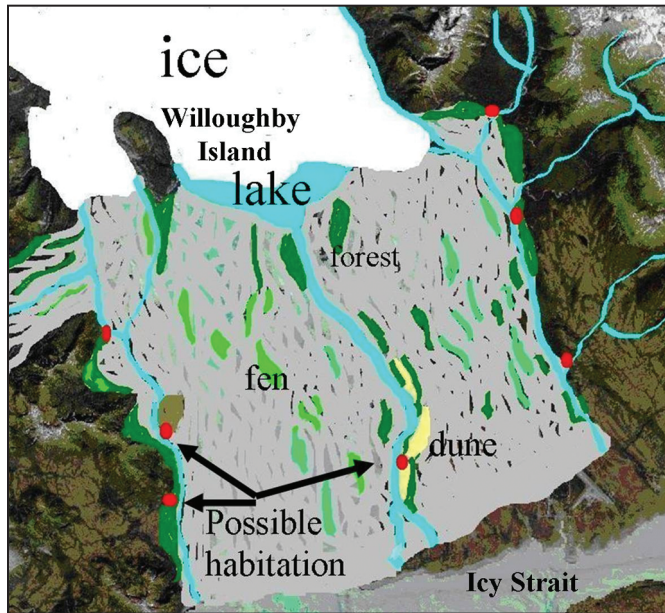 ice
Willoughby
Island
lake
forest
fen
dune
Possible
habitation
Icy Strait